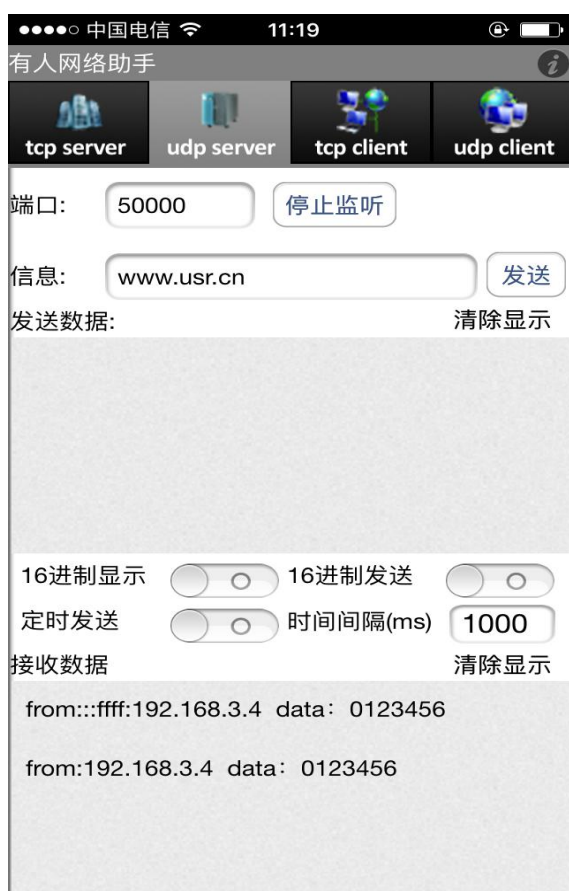 中国电信 11:19
有人网络助手
tcp server udp server tcp client udp client
端口: 50000 停止监听
信息: www.usr.cn 发送
发送数据: 清除显示
16进制显示 16进制发送
定时发送 时间间隔(ms) 1000
接收数据 清除显示
from:::ffff:192.168.3.4 data: 0123456
from:192.168.3.4 data: 0123456